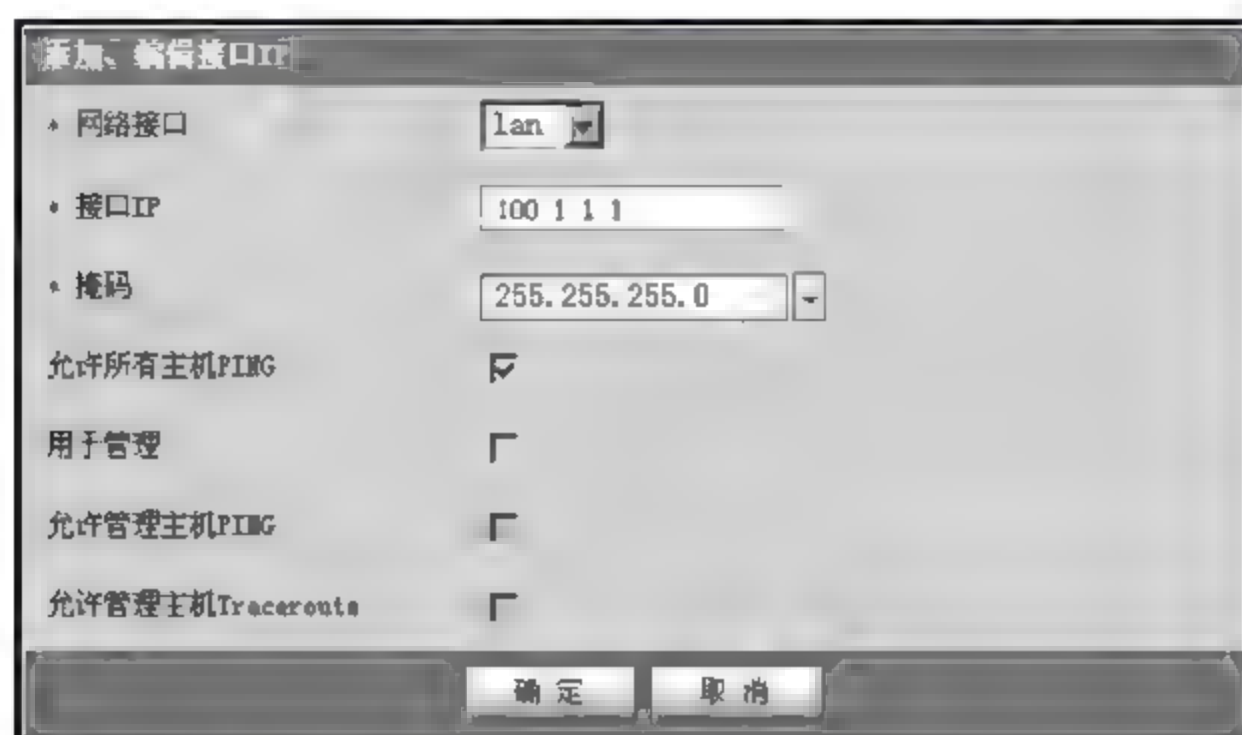 添加、编辑接口IP
* 网络接口 lan
* 接口IP 100 1 1 1
* 掩码 255.255.255.0
允许所有主机PING
用于管理
允许管理主机PING
允许管理主机Traceroute
确定 取消